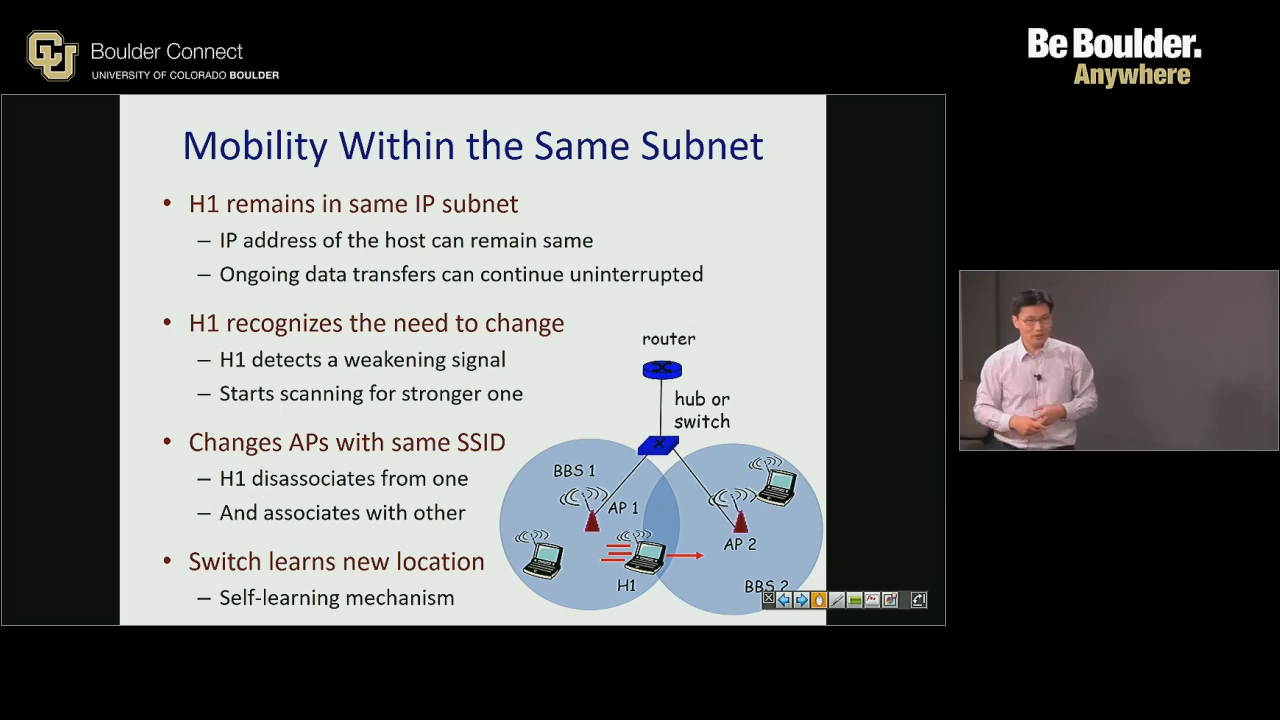 CU
Boulder Connect
UNIVERSITY OF COLORADO BOULDER
Be Boulder.
Anywhere
Mobility Within the Same Subnet
• H1 remains in same IP subnet
– IP address of the host can remain same
– Ongoing data transfers can continue uninterrupted
• H1 recognizes the need to change
– H1 detects a weakening signal
– Starts scanning for stronger one
• Changes APs with same SSID
– H1 disassociates from one
– And associates with other
• Switch learns new location
– Self-learning mechanism
router
hub or
switch
BBS 1
AP 1
AP 2
H1
BBS 2